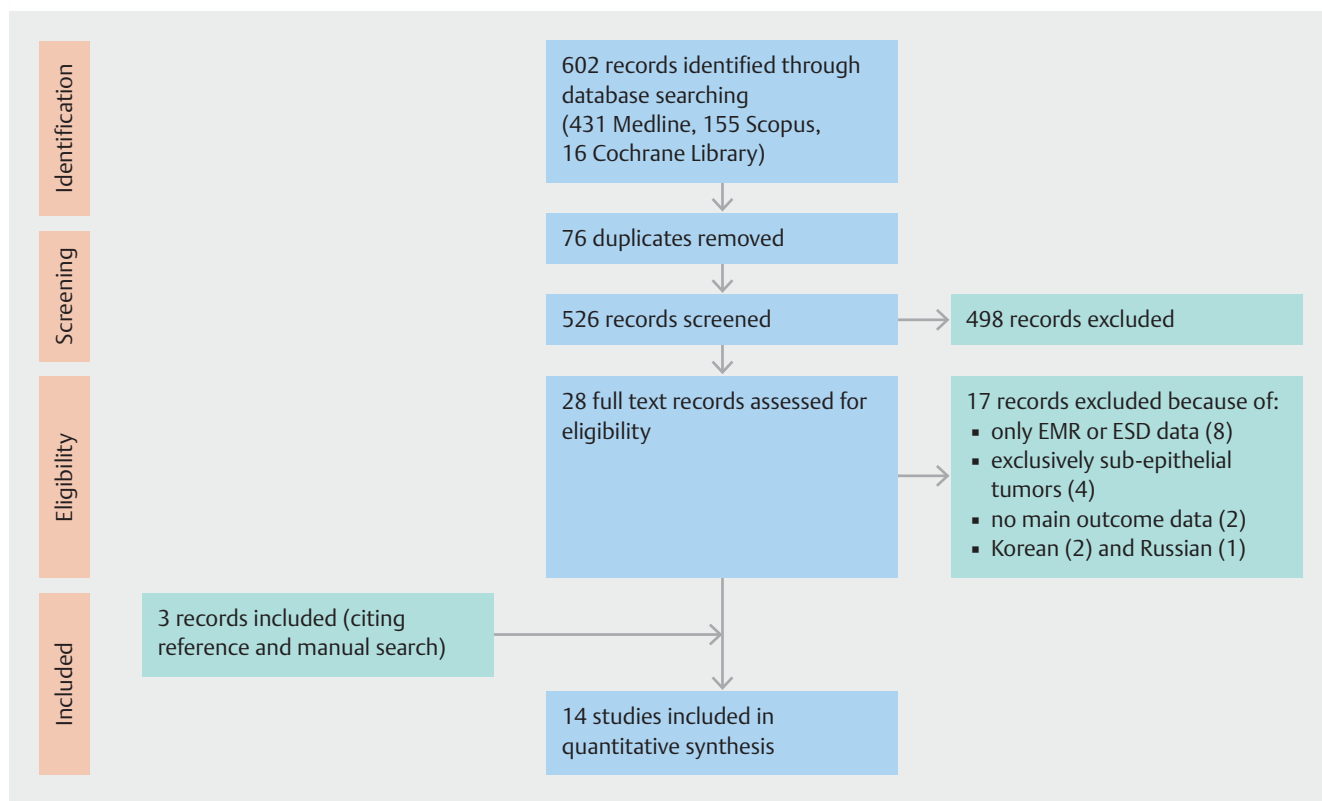 Identification
602 records identified through
database searching
(431 Medline, 155 Scopus,
16 Cochrane Library)
76 duplicates removed
Screening
526 records screened
498 records excluded
Eligibility
28 full text records assessed for
eligibility
17 records excluded because of:
▪ only EMR or ESD data (8)
▪ exclusively sub-epithelial
tumors (4)
▪ no main outcome data (2)
▪ Korean (2) and Russian (1)
Included
3 records included (citing
reference and manual search)
14 studies included in
quantitative synthesis